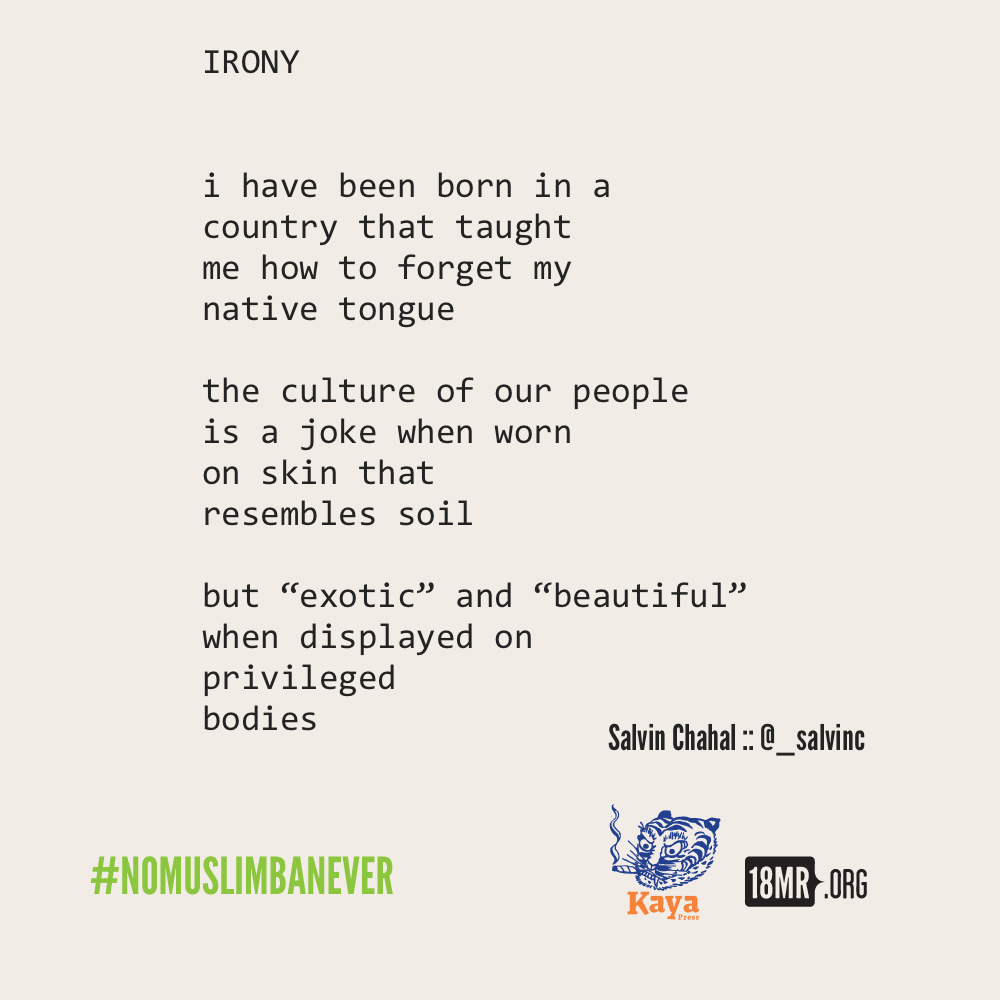 IRONY
i have been born in a
country that taught
me how to forget my
native tongue
the culture of our people
is a joke when worn
on skin that
resembles soil
but “exotic” and “beautiful”
when displayed on
privileged
bodies
Salvin Chahal :: @_salvinc
#NOMUSLIMBANEVER
Kaya
Press
18MR.ORG